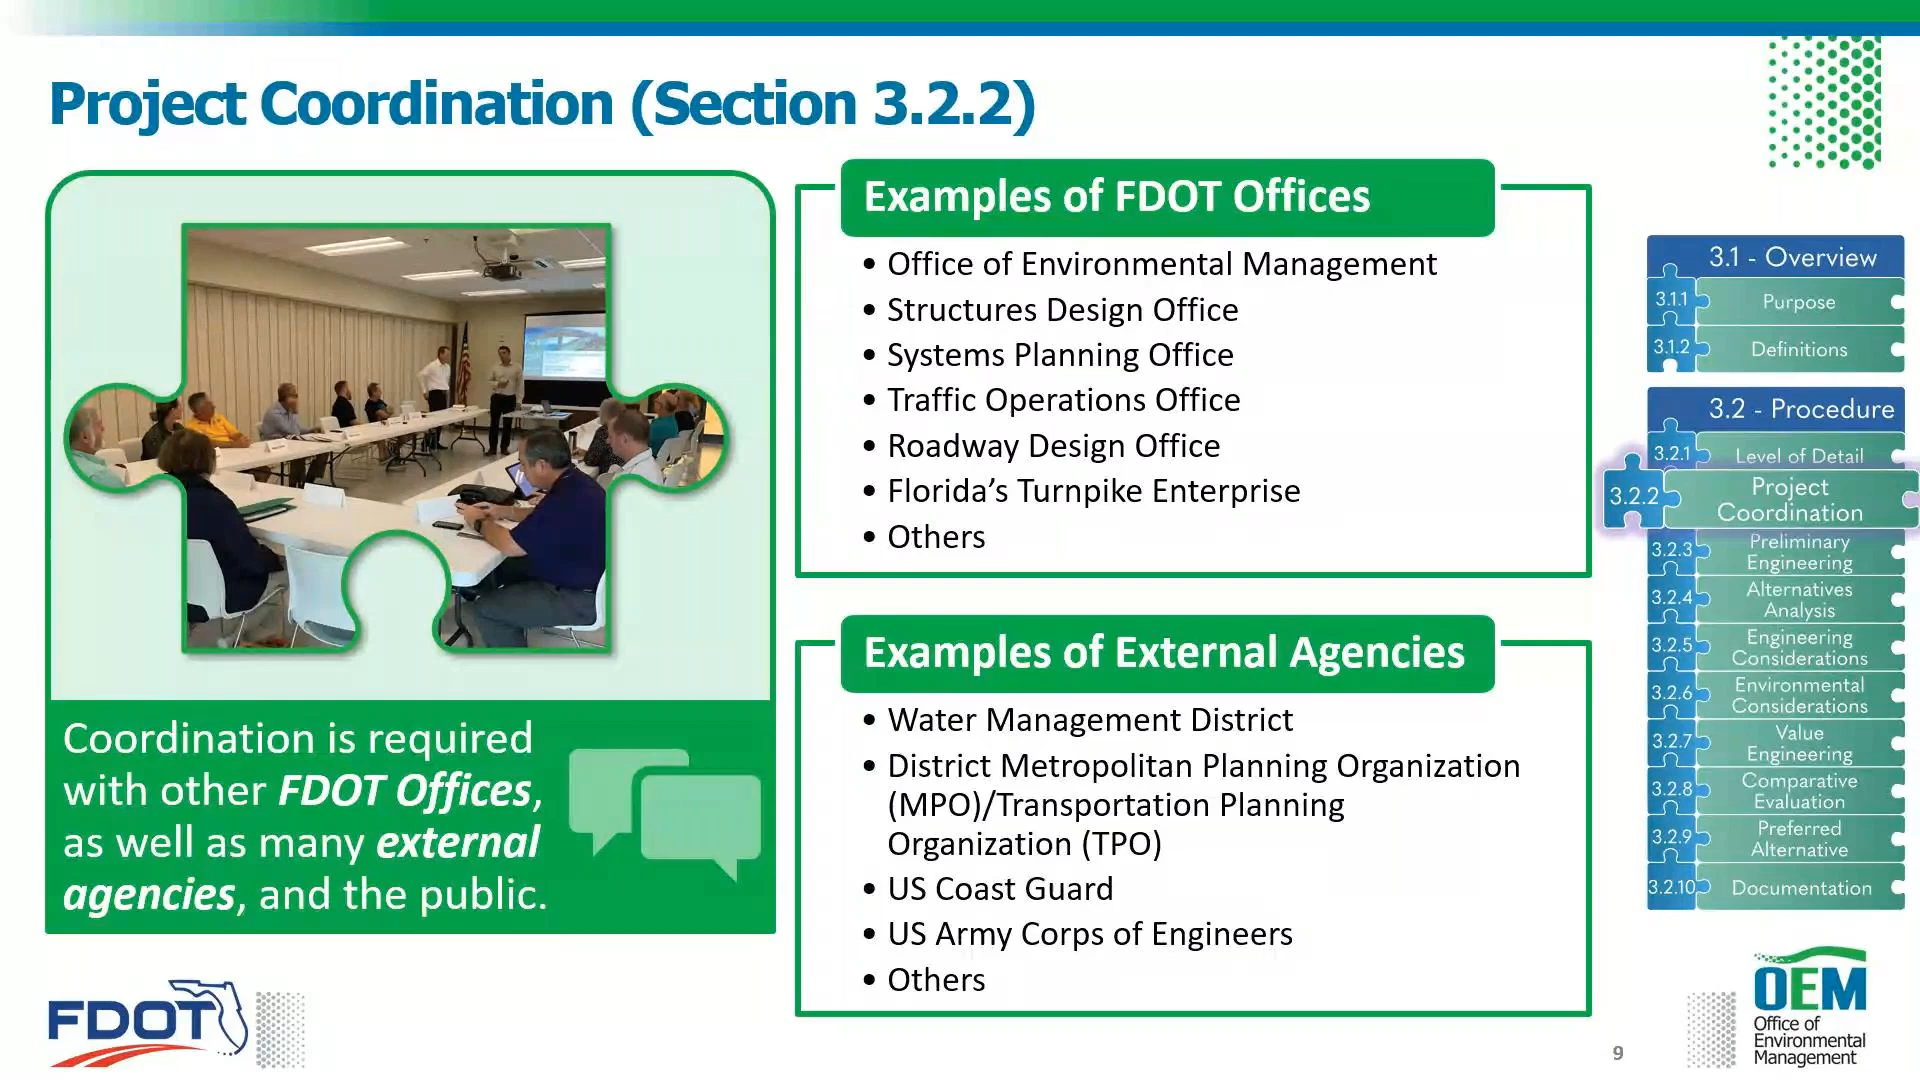 Project Coordination (Section 3.2.2)
Coordination is required
with other FDOT Offices,
as well as many external
agencies, and the public.
Examples of FDOT Offices
• Office of Environmental Management
• Structures Design Office
• Systems Planning Office
• Traffic Operations Office
• Roadway Design Office
• Florida’s Turnpike Enterprise
• Others
Examples of External Agencies
• Water Management District
• District Metropolitan Planning Organization
(MPO)/Transportation Planning
Organization (TPO)
• US Coast Guard
• US Army Corps of Engineers
• Others
3.1 - Overview
3.1.1 Purpose
3.1.2 Definitions
3.2 - Procedure
3.2.1 Level of Detail
3.2.2 Project
Coordination
3.2.3 Preliminary
Engineering
3.2.4 Alternatives
Analysis
3.2.5 Engineering
Considerations
3.2.6 Environmental
Considerations
3.2.7 Value
Engineering
3.2.8 Comparative
Evaluation
3.2.9 Preferred
Alternative
3.2.10 Documentation
FDOT
9
OEM
Office of
Environmental
Management